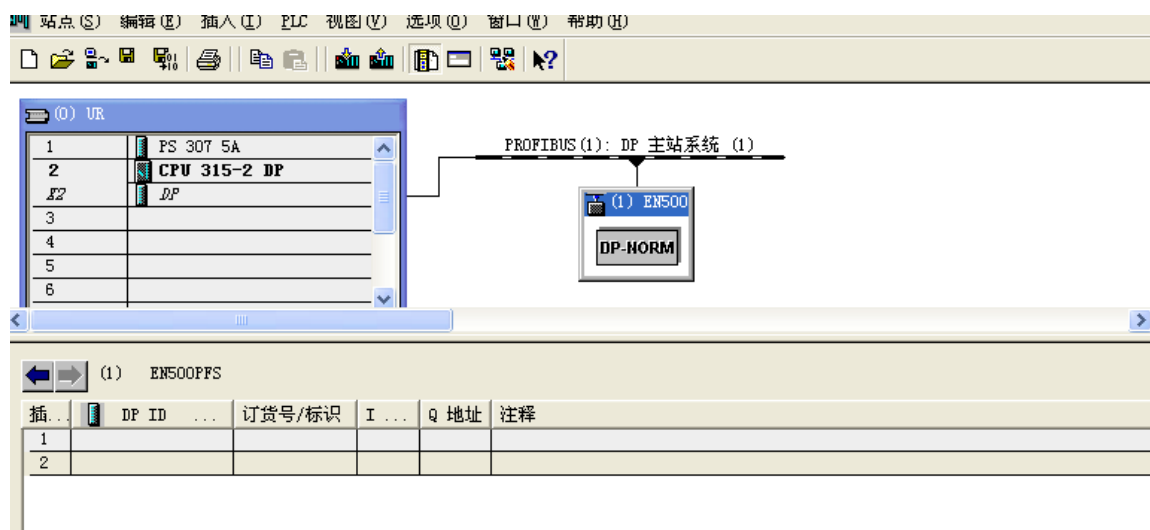 站点(S) 编辑(E) 插入(I) PLC 视图(V) 选项(O) 窗口(W) 帮助(H)
(0) UR
1 PS 307 5A
2 CPU 315-2 DP
X2 DP
3
4
5
6
PROFIBUS(1): DP 主站系统 (1)
(1) EN500
DP-NORM
(1) EN500PFS
插... DP ID ... 订货号/标识 I ... Q 地址 注释
1
2